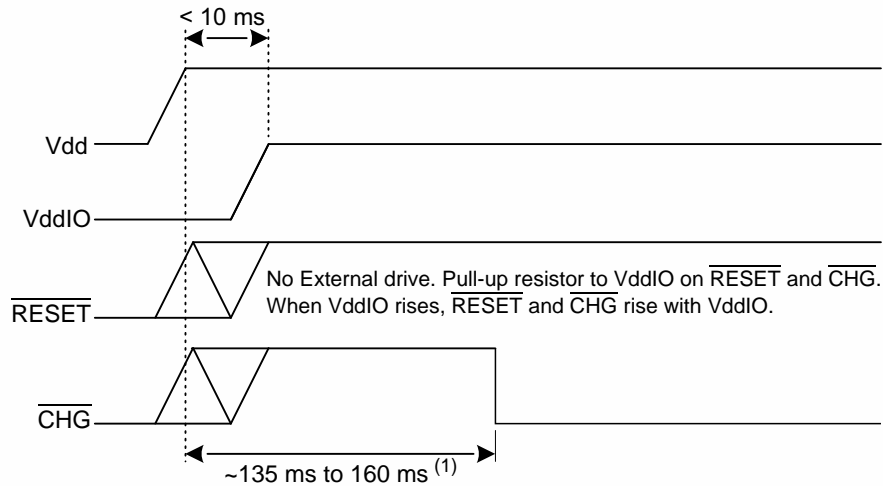 < 10 ms
Vdd
VddIO
No External drive. Pull-up resistor to VddIO on RESET and CHG.
When VddIO rises, RESET and CHG rise with VddIO.
RESET
CHG
~135 ms to 160 ms (1)